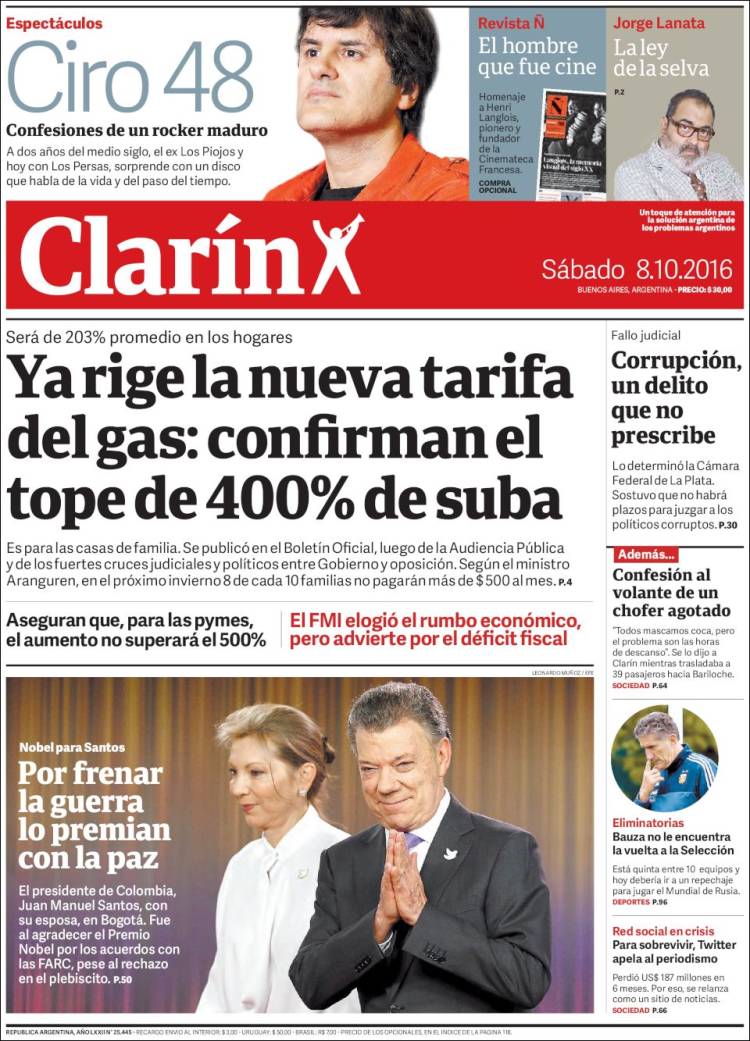 Espectáculos
Ciro 48
Confesiones de un rocker maduro
A dos años del medio siglo, el ex Los Piojos y
hoy con Los Persas, sorprende con un disco
que habla de la vida y del paso del tiempo.
Revista Ñ
El hombre
que fue cine
Homenaje
a Henri
Langlois,
pionero y
fundador
de la
Cinemateca
Francesa.
COMPRA
OPCIONAL
Ñ
Langlois, la memoria
visual del siglo XX
Jorge Lanata
La ley
de la selva
P.2
Clarín
Un toque de atención para
la solución argentina de
los problemas argentinos
Sábado 8.10.2016
BUENOS AIRES, ARGENTINA - PRECIO: $ 30,00
Será de 203% promedio en los hogares
Ya rige la nueva tarifa
del gas: confirman el
tope de 400% de suba
Es para las casas de familia. Se publicó en el Boletín Oficial, luego de la Audiencia Pública
y de los fuertes cruces judiciales y políticos entre Gobierno y oposición. Según el ministro
Aranguren, en el próximo invierno 8 de cada 10 familias no pagarán más de $ 500 al mes. P.4
Aseguran que, para las pymes,
el aumento no superará el 500%
El FMI elogió el rumbo económico,
pero advierte por el déficit fiscal
LEONARDO MUÑOZ / EFE
Nobel para Santos
Por frenar
la guerra
lo premian
con la paz
El presidente de Colombia,
Juan Manuel Santos, con
su esposa, en Bogotá. Fue
al agradecer el Premio
Nobel por los acuerdos con
las FARC, pese al rechazo
en el plebiscito. P.50
Fallo judicial
Corrupción,
un delito
que no
prescribe
Lo determinó la Cámara
Federal de La Plata.
Sostuvo que no habrá
plazos para juzgar a los
políticos corruptos. P.30
Además...
Confesión al
volante de un
chofer agotado
"Todos mascamos coca, pero
el problema son las horas
de descanso". Se lo dijo a
Clarín mientras trasladaba a
39 pasajeros hacia Bariloche.
SOCIEDAD P.64
Eliminatorias
Bauza no le encuentra
la vuelta a la Selección
Está quinta entre 10 equipos y
hoy debería ir a un repechaje
para jugar el Mundial de Rusia.
DEPORTES P.96
Red social en crisis
Para sobrevivir, Twitter
apela al periodismo
Perdió US$ 187 millones en
6 meses. Por eso, se relanza
como un sitio de noticias.
SOCIEDAD P.66
REPUBLICA ARGENTINA, AÑO LXXII N° 25.445 - RECARGO ENVIO AL INTERIOR: $ 3,00 - URUGUAY: $ 50,00 - BRASIL: R$ 7,00 - PRECIO DE LOS OPCIONALES, EN EL INDICE DE LA PAGINA 118.